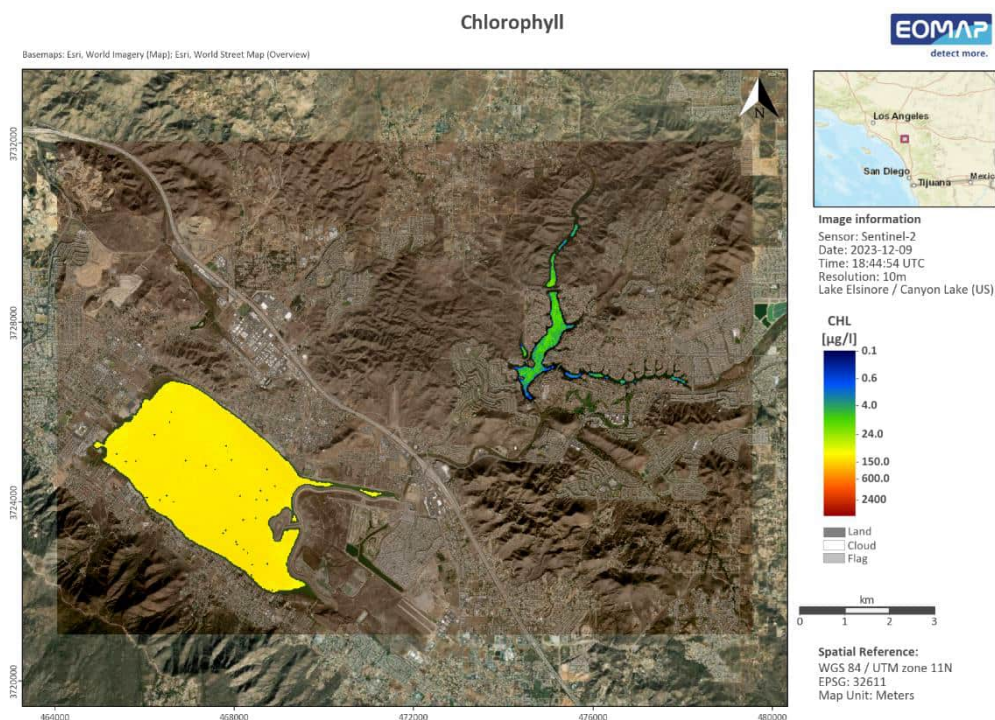 Chlorophyll
EOMAP
detect more.
Basemaps: Esri, World Imagery (Map); Esri, World Street Map (Overview)
N
3732000
3728000
3724000
3720000
464000
468000
472000
476000
480000
Los Angeles
San Diego
Tijuana
Mexic
Image information
Sensor: Sentinel-2
Date: 2023-12-09
Time: 18:44:54 UTC
Resolution: 10m
Lake Elsinore / Canyon Lake (US)
CHL
[µg/l]
0.1
0.6
4.0
24.0
150.0
600.0
2400
Land
Cloud
Flag
km
0 1 2 3
Spatial Reference:
WGS 84 / UTM zone 11N
EPSG: 32611
Map Unit: Meters